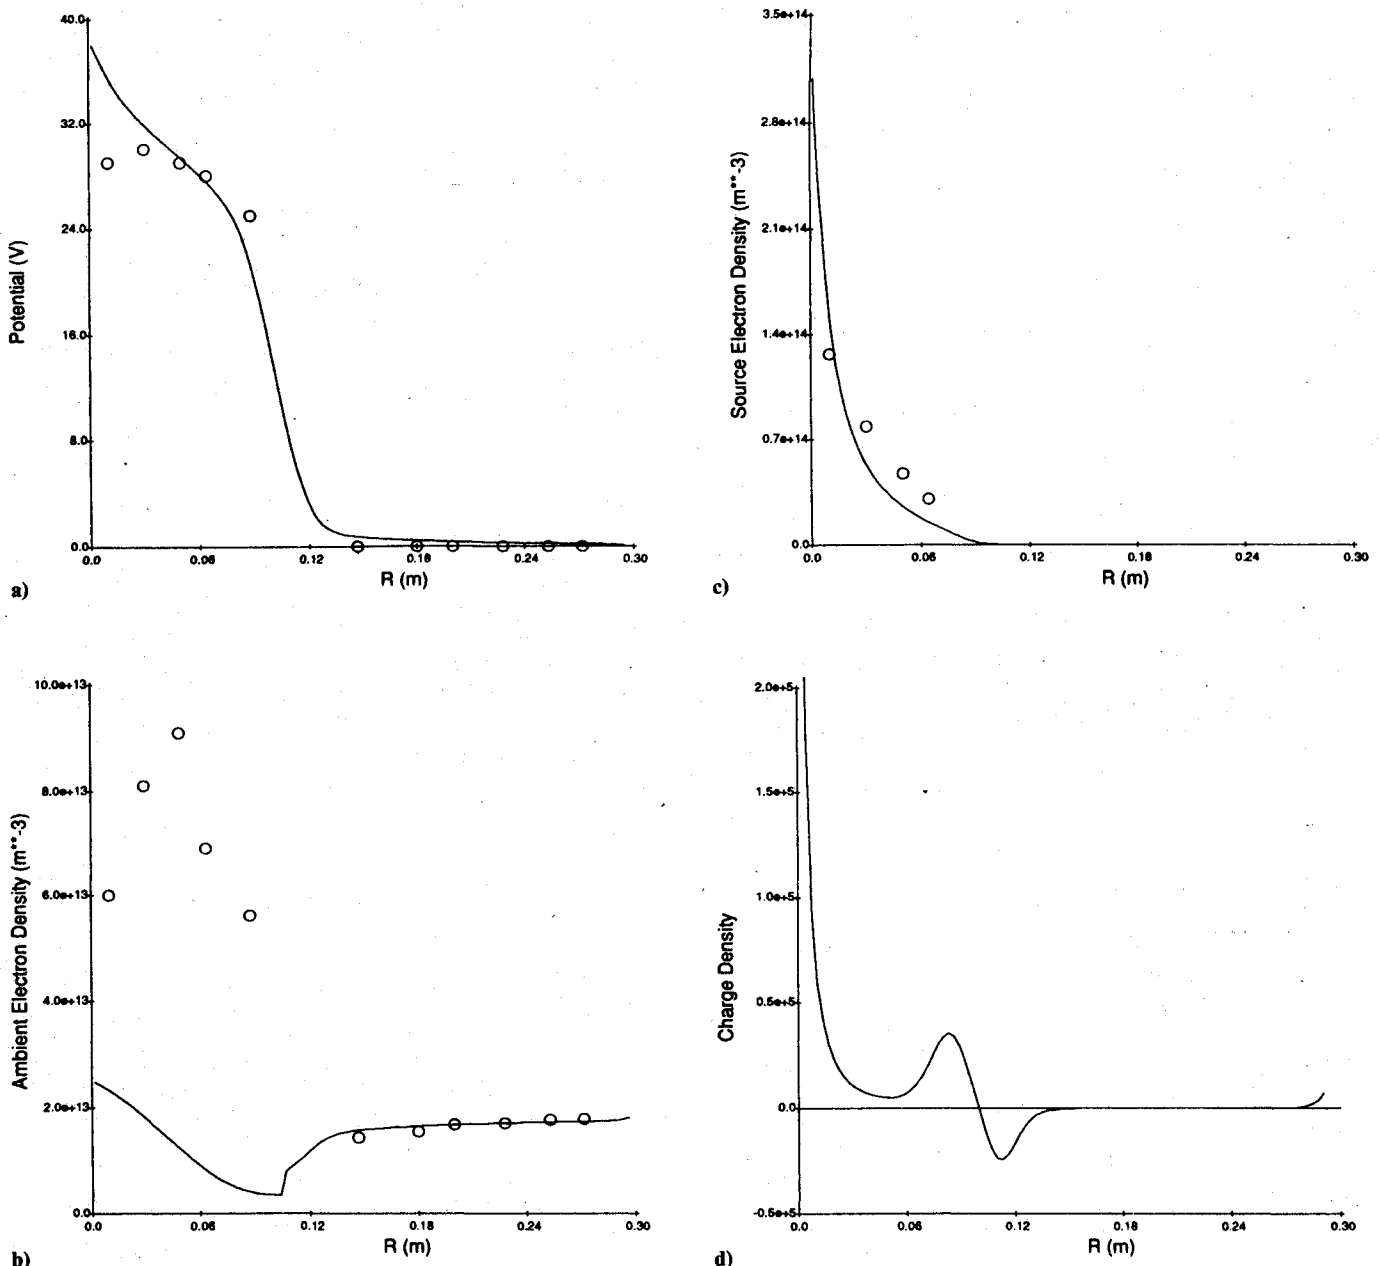 40.0
32.0
24.0
16.0
8.0
0.0
0.0 0.06 0.12 0.18 0.24 0.30
Potential (V)
R (m)
a)
3.5e+14
2.8e+14
2.1e+14
1.4e+14
0.7e+14
0.0
0.0 0.06 0.12 0.18 0.24 0.30
Source Electron Density (m**-3)
R (m)
c)
10.0e+13
8.0e+13
6.0e+13
4.0e+13
2.0e+13
0.0
0.0 0.06 0.12 0.18 0.24 0.30
Ambient Electron Density (m**-3)
R (m)
b)
2.0e+5
1.5e+5
1.0e+5
0.5e+5
0.0
-0.5e+5
0.0 0.06 0.12 0.18 0.24 0.30
Charge Density
R (m)
d)